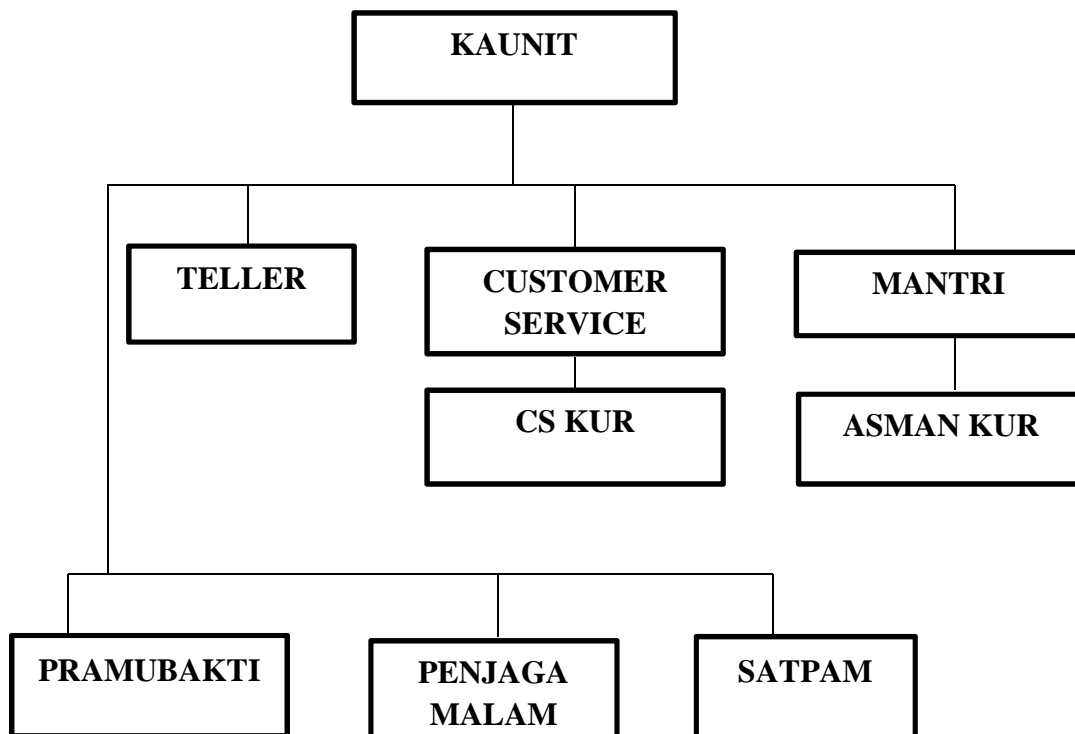 KAUNIT
TELLER
CUSTOMER
SERVICE
MANTRI
CS KUR
ASMAN KUR
PRAMUBAKTI
PENJAGA
MALAM
SATPAM